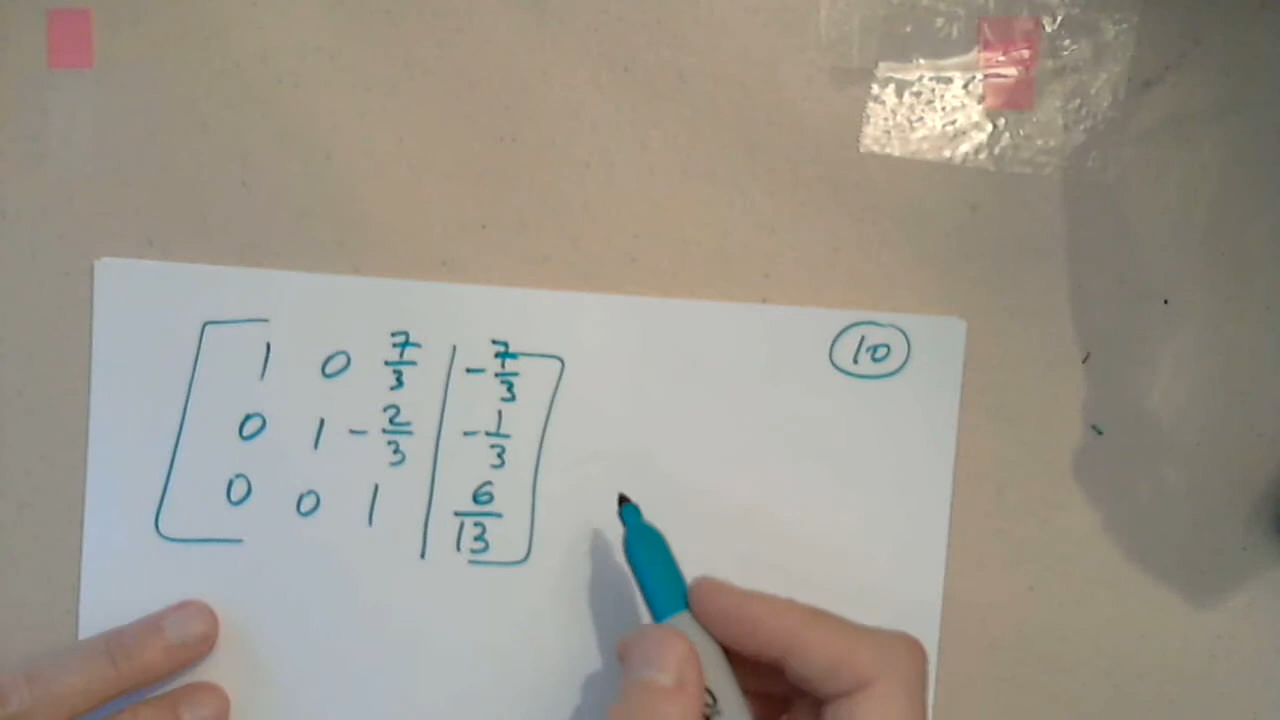 1 0 7/3 | -7/3
0 1 -2/3 | -1/3
0 0 1 | 6/13
10